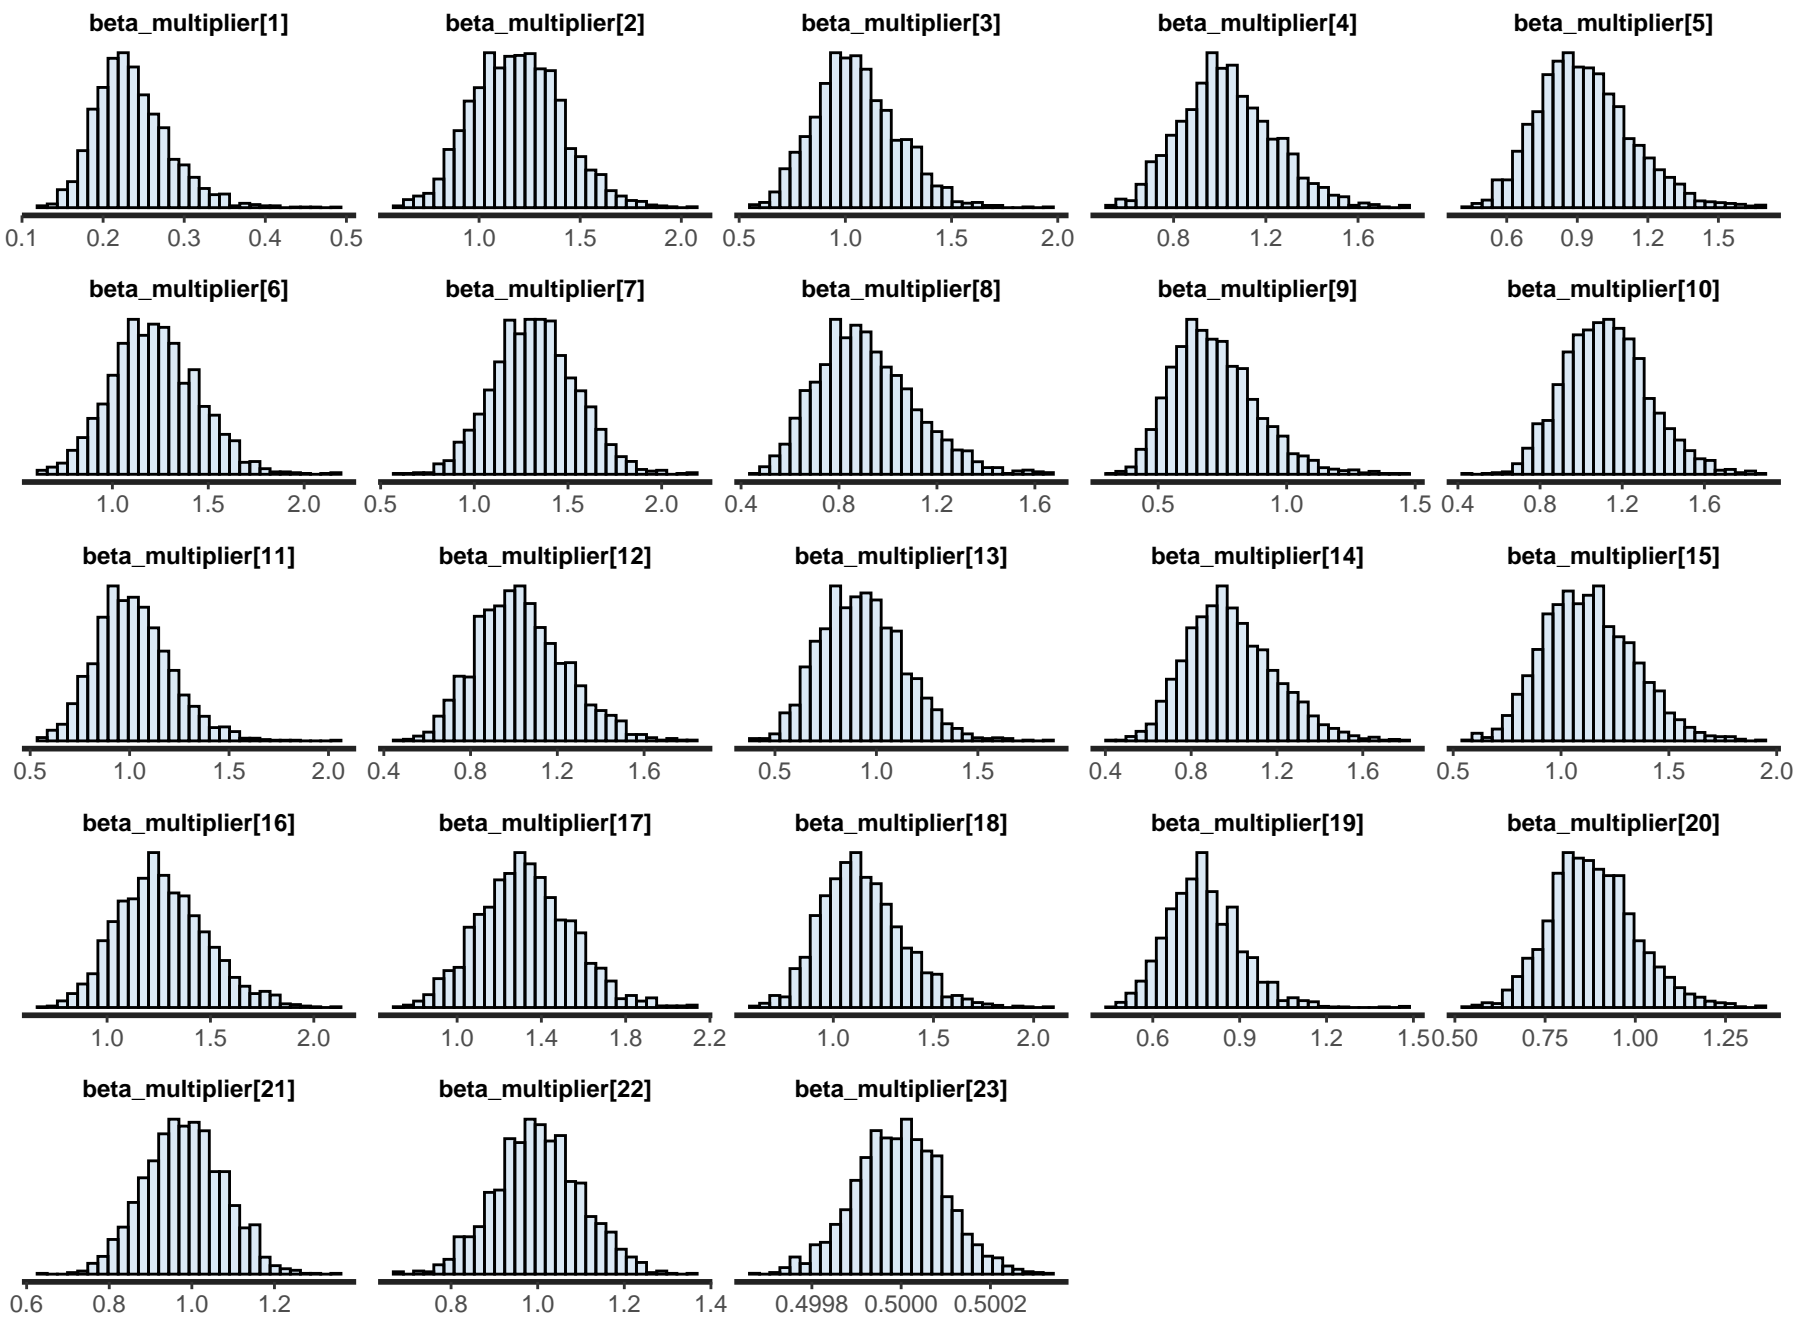 beta_multiplier[1] beta_multiplier[2] beta_multiplier[3] beta_multiplier[4] beta_multiplier[5]
0.1 0.2 0.3 0.4 0.5 1.0 1.5 2.0 0.5 1.0 1.5 2.0 0.8 1.2 1.6 0.6 0.9 1.2 1.5
beta_multiplier[6] beta_multiplier[7] beta_multiplier[8] beta_multiplier[9] beta_multiplier[10]
1.0 1.5 2.0 0.5 1.0 1.5 2.0 0.4 0.8 1.2 1.6 0.5 1.0 1.5 0.4 0.8 1.2 1.6
beta_multiplier[11] beta_multiplier[12] beta_multiplier[13] beta_multiplier[14] beta_multiplier[15]
0.5 1.0 1.5 2.0 0.4 0.8 1.2 1.6 0.5 1.0 1.5 0.4 0.8 1.2 1.6 0.5 1.0 1.5 2.0
beta_multiplier[16] beta_multiplier[17] beta_multiplier[18] beta_multiplier[19] beta_multiplier[20]
1.0 1.5 2.0 1.0 1.4 1.8 2.2 1.0 1.5 2.0 0.6 0.9 1.2 1.5 0.50 0.75 1.00 1.25
beta_multiplier[21] beta_multiplier[22] beta_multiplier[23]
0.6 0.8 1.0 1.2 0.8 1.0 1.2 1.4 0.4998 0.5000 0.5002